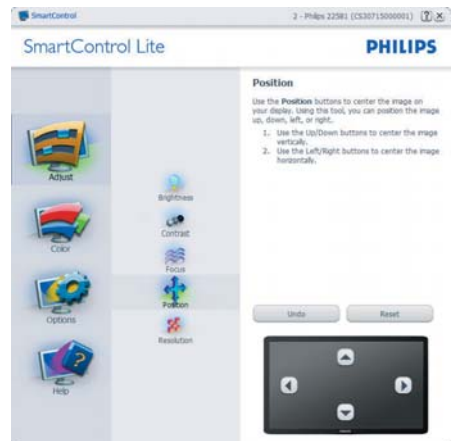 SmartControl
2 - Philips 22581 (CS30715000001)
SmartControl Lite
PHILIPS
Adjust
Color
Options
Help
Brightness
Contrast
Focus
Position
Resolution
Position
Use the Position buttons to center the image on
your display. Using this tool, you can position the image
up, down, left, or right.
1. Use the Up/Down buttons to center the image
vertically.
2. Use the Left/Right buttons to center the image
horizontally.
Undo
Reset